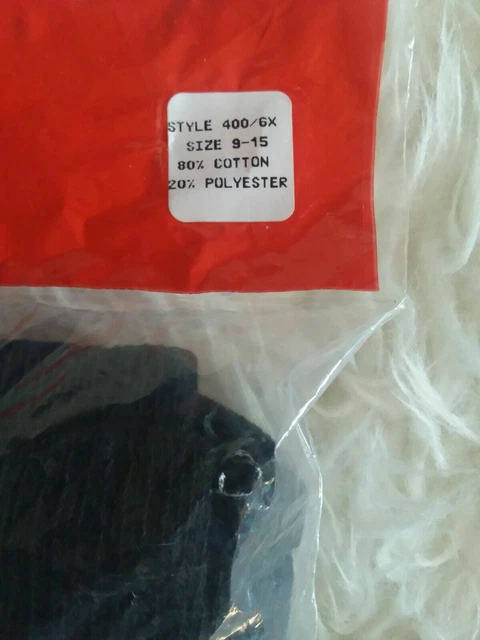 STYLE 400/6X
SIZE 9-15
80% COTTON
20% POLYESTER